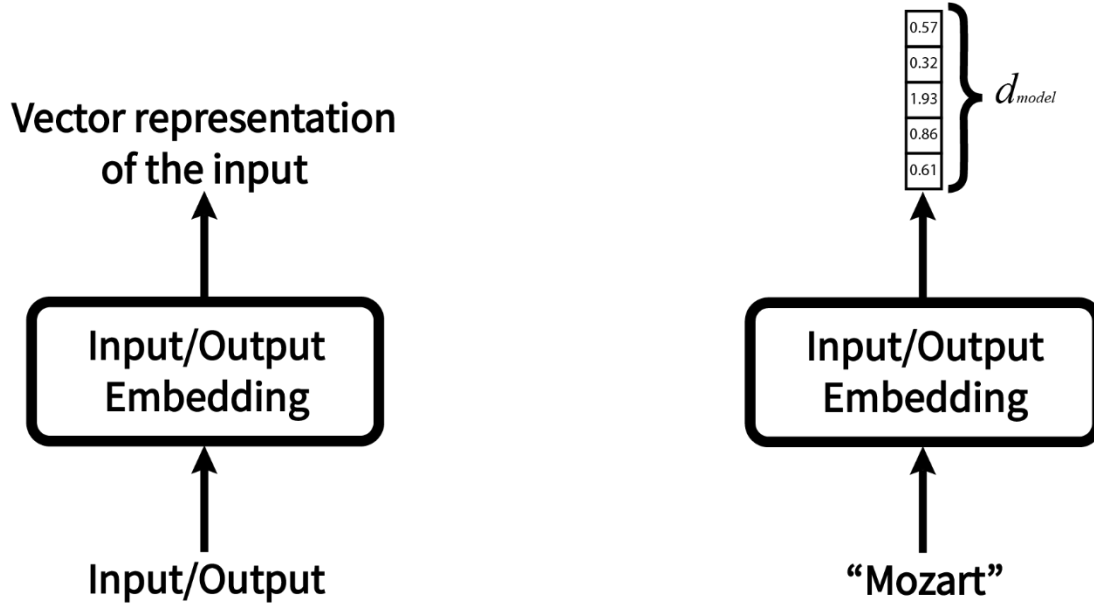 Vector representation
of the input
Input/Output
Embedding
Input/Output
0.57
0.32
1.93
0.86
0.61
dmodel
Input/Output
Embedding
“Mozart”